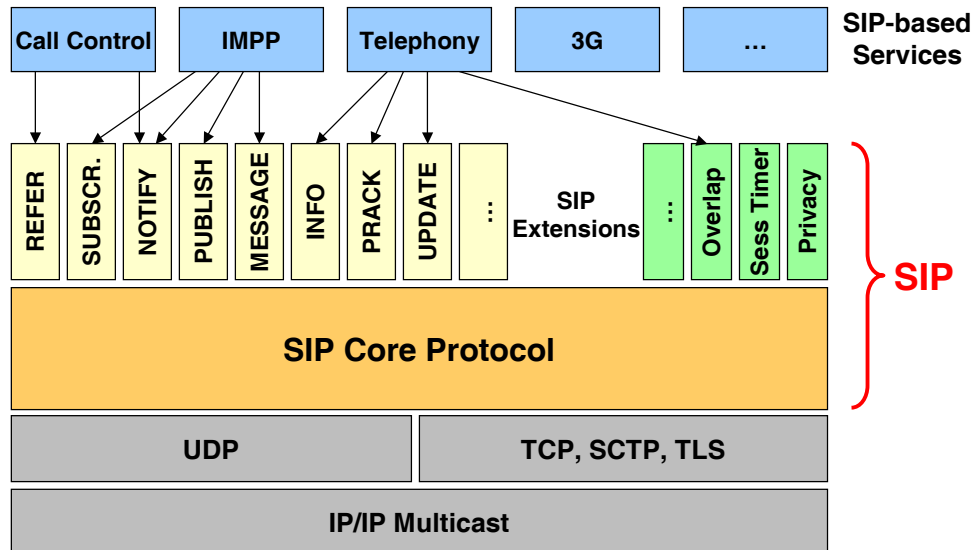 Call Control
IMPP
Telephony
3G
...
SIP-based
Services
REFER
SUBSCR.
NOTIFY
PUBLISH
MESSAGE
INFO
PRACK
UPDATE
...
SIP
Extensions
...
Overlap
Sess Timer
Privacy
SIP
SIP Core Protocol
UDP
TCP, SCTP, TLS
IP/IP Multicast